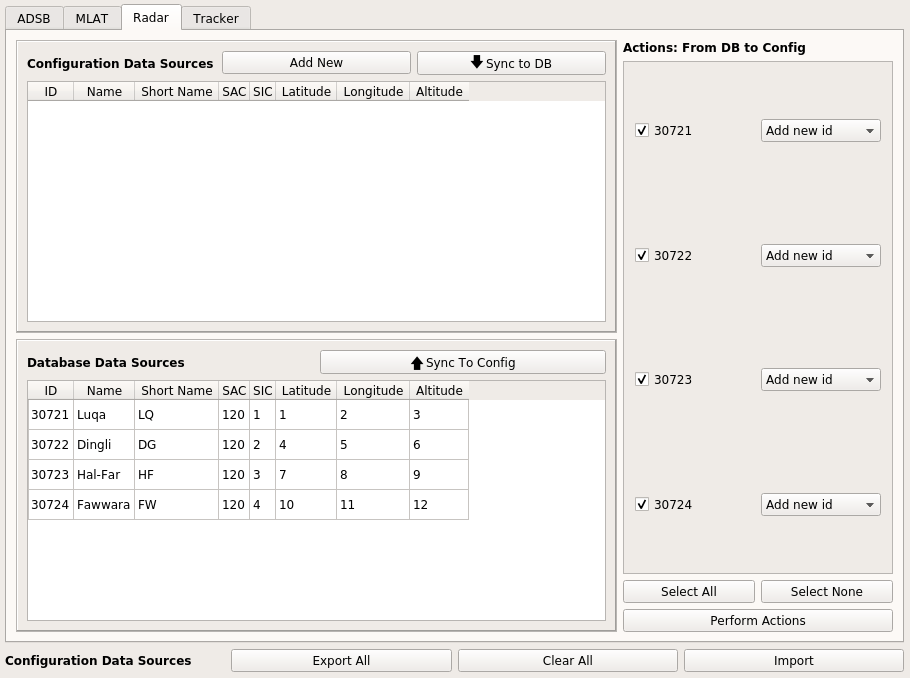 ADSB MLAT Radar Tracker
Configuration Data Sources Add New Sync to DB
ID Name Short Name SAC SIC Latitude Longitude Altitude
Database Data Sources Sync To Config
ID Name Short Name SAC SIC Latitude Longitude Altitude
30721 Luqa LQ 120 1 1 2 3
30722 Dingli DG 120 2 4 5 6
30723 Hal-Far HF 120 3 7 8 9
30724 Fawwara FW 120 4 10 11 12
Actions: From DB to Config
30721 Add new id
30722 Add new id
30723 Add new id
30724 Add new id
Select All Select None
Perform Actions
Configuration Data Sources Export All Clear All Import